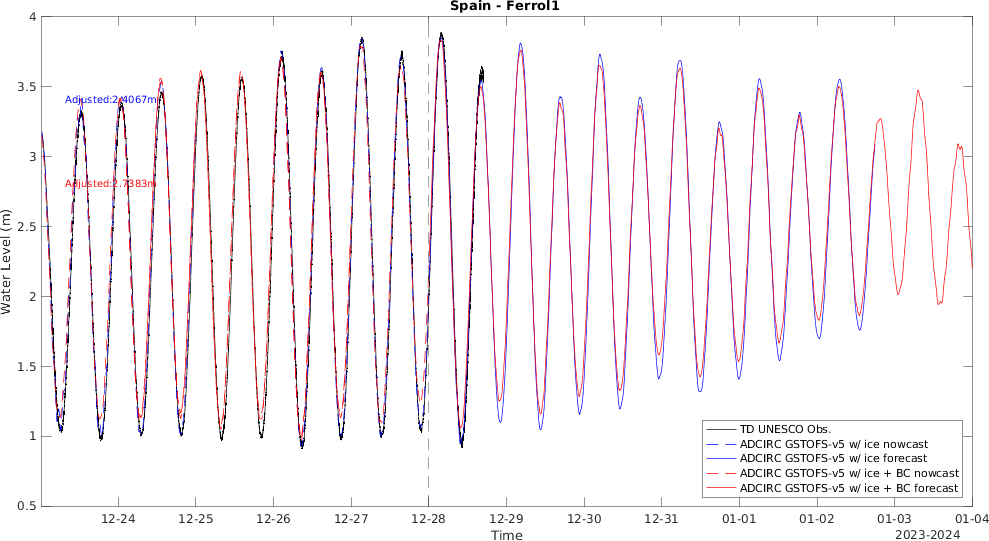 Spain - Ferrol1
4
3.5
3
2.5
2
1.5
1
0.5
Water Level (m)
Adjusted:2.4067m
Adjusted:2.7383m
TD UNESCO Obs.
ADCIRC GSTOFS-v5 w/ ice nowcast
ADCIRC GSTOFS-v5 w/ ice forecast
ADCIRC GSTOFS-v5 w/ ice + BC nowcast
ADCIRC GSTOFS-v5 w/ ice + BC forecast
12-24 12-25 12-26 12-27 12-28 12-29 12-30 12-31 01-01 01-02 01-03 01-04
Time
2023-2024